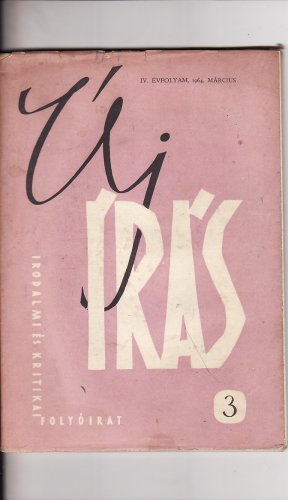 IV. ÉVFOLYAM, 1964. MÁRCIUS
Új
ÍRÁS
IRODALMI ÉS KRITIKAI
FOLYÓIRAT
3